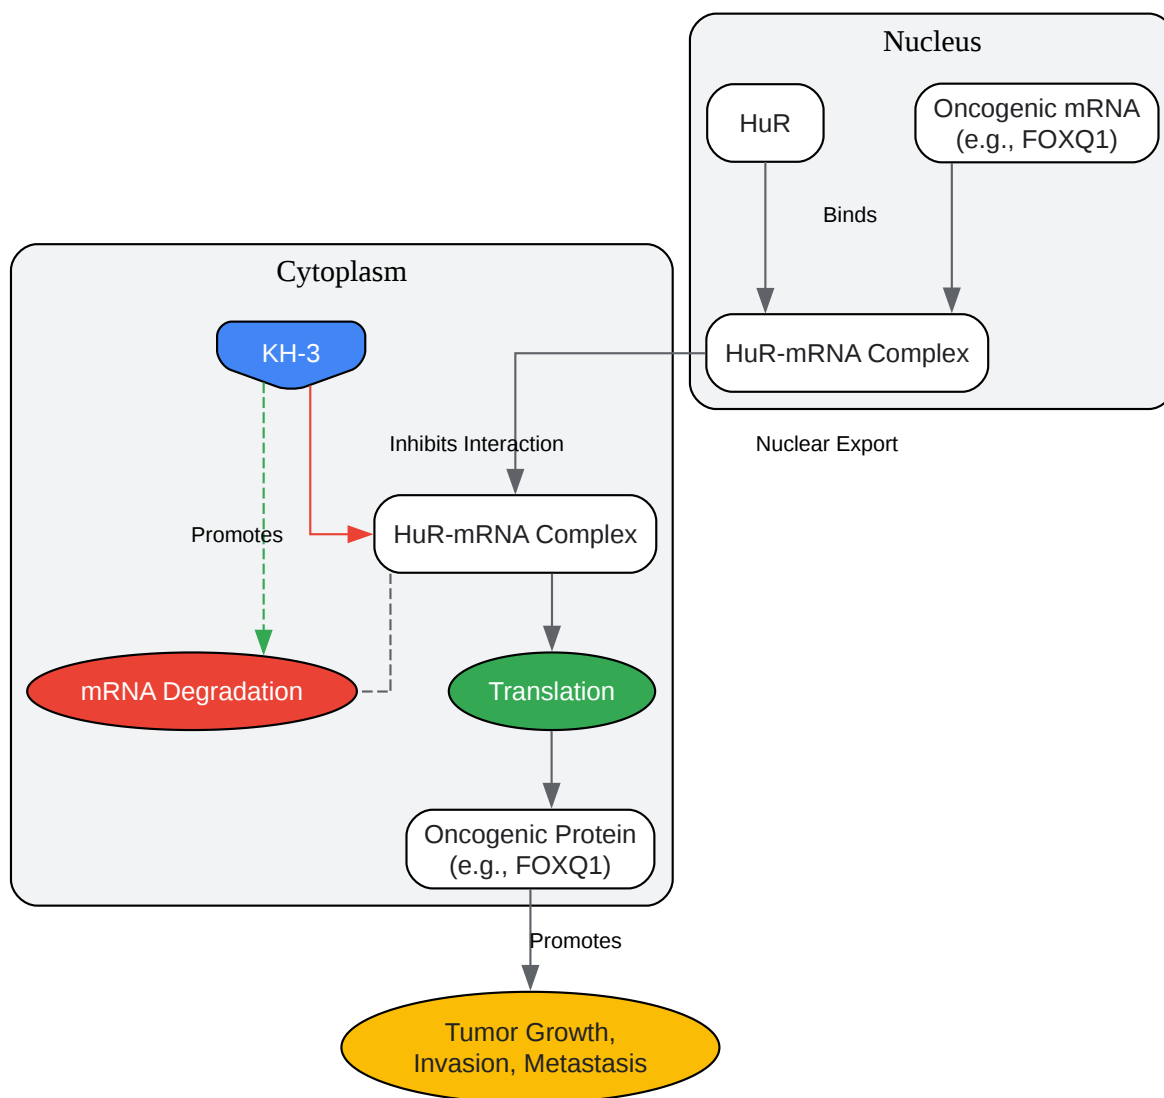 Nucleus
HuR
Oncogenic mRNA
(e.g., FOXQ1)
Binds
Cytoplasm
KH-3
HuR-mRNA Complex
Inhibits Interaction
Nuclear Export
Promotes
HuR-mRNA Complex
mRNA Degradation
Translation
Oncogenic Protein
(e.g., FOXQ1)
Promotes
Tumor Growth,
Invasion, Metastasis